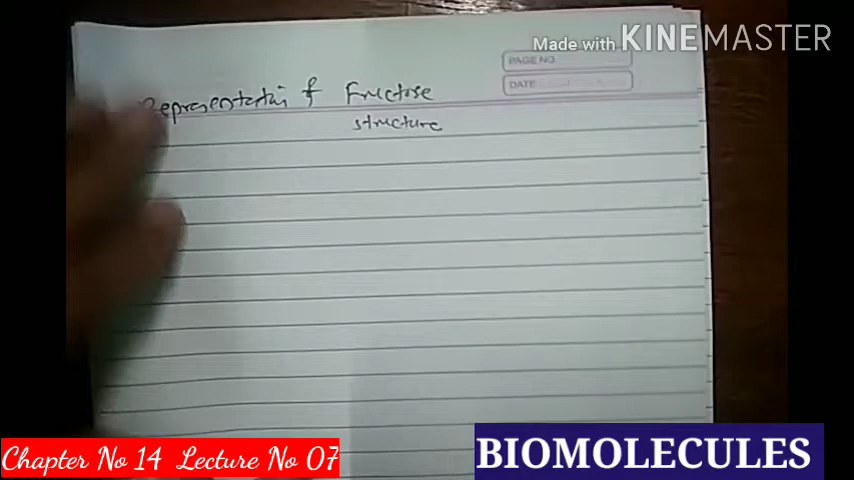 Made with KINEMASTER
PAGE NO.
DATE
Representation of Fructose
structure
Chapter No 14 Lecture No 07
BIOMOLECULES